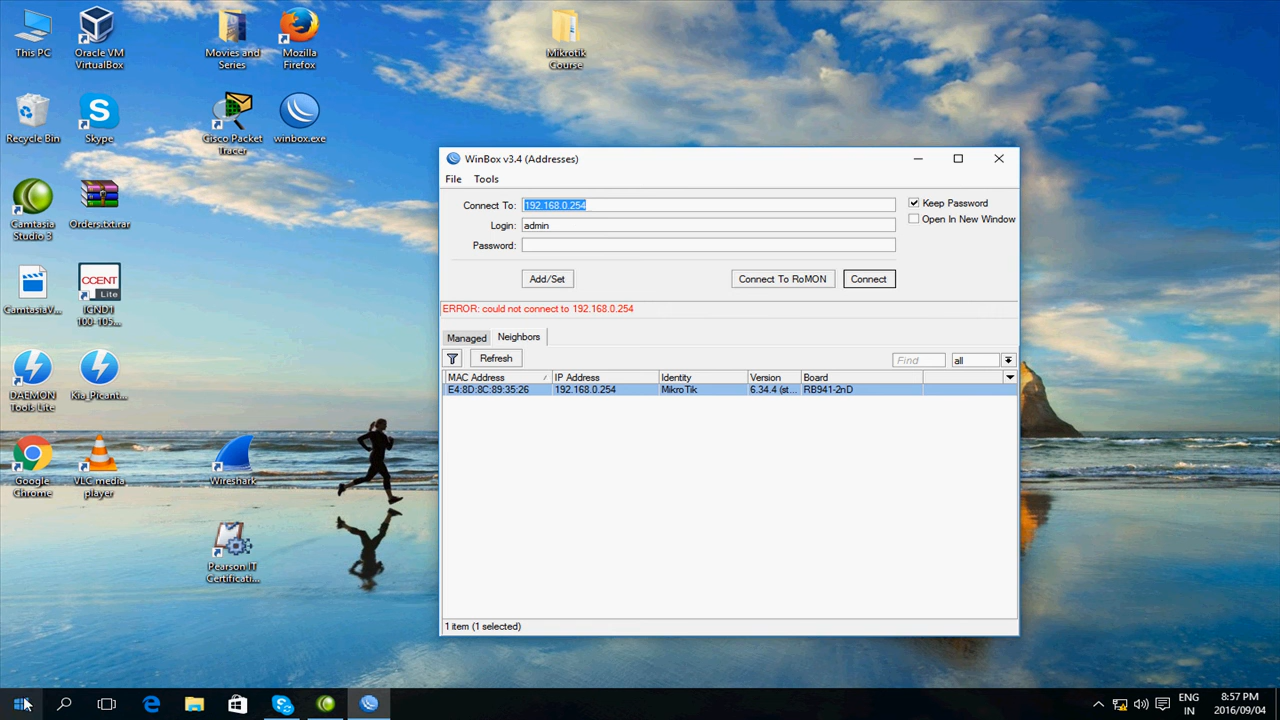 This PC
Oracle VM
VirtualBox
Movies and
Series
Mozilla
Firefox
Mikrotik
Course
Recycle Bin
Skype
Cisco Packet
Tracer
winbox.exe
Camtasia
Studio 3
Orders.txt.rar
CamtasiaV...
CCENT
Lite
ICND1
100-105...
DAEMON
Tools Lite
Kia_Picant...
Google
Chrome
VLC media
player
Wireshark
Pearson IT
Certificati...
WinBox v3.4 (Addresses)
File Tools
Connect To: 192.168.0.254
Keep Password
Login: admin
Open In New Window
Password:
Add/Set Connect To RoMON Connect
ERROR: could not connect to 192.168.0.254
Managed Neighbors
Refresh Find all
MAC Address IP Address Identity Version Board
E4:8D:8C:89:35:26 192.168.0.254 MikroTik 6.34.4 (st... RB941-2nD
1 item (1 selected)
ENG
IN
8:57 PM
2016/09/04